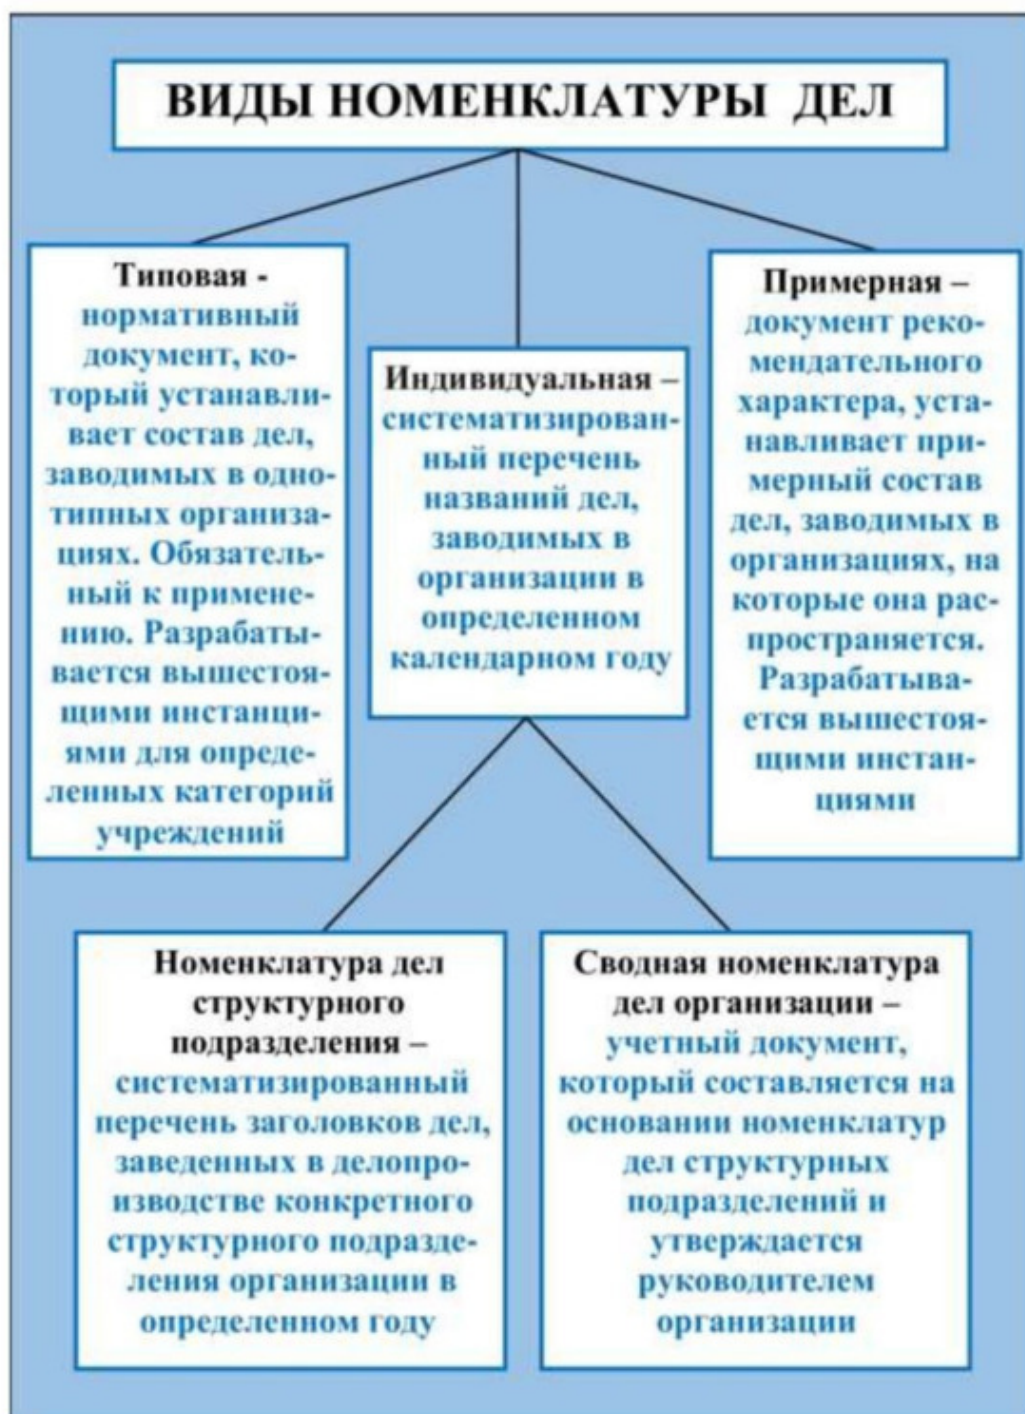 ВИДЫ НОМЕНКЛАТУРЫ ДЕЛ
Типовая -
нормативный
документ, ко-
торый устанавли-
вает состав дел,
заводимых в одно-
типных организа-
циях. Обязатель-
ный к примене-
нию. Разрабаты-
вается вышестоя-
щими инстанци-
ями для опреде-
ленных категорий
учреждений
Индивидуальная –
систематизирован-
ный перечень
названий дел,
заводимых в
организации в
определенном
календарном году
Примерная –
документ реко-
мендательного
характера, уста-
навливает при-
мерный состав
дел, заводимых в
организациях, на
которые она рас-
пространяется.
Разрабатыва-
ется вышестоя-
щими инстан-
циями
Номенклатура дел
структурного
подразделения –
систематизированный
перечень заголовков дел,
заведенных в делопро-
изводстве конкретного
структурного подразде-
ления организации в
определенном году
Сводная номенклатура
дел организации –
учетный документ,
который составляется на
основании номенклатур
дел структурных
подразделений и
утверждается
руководителем
организации